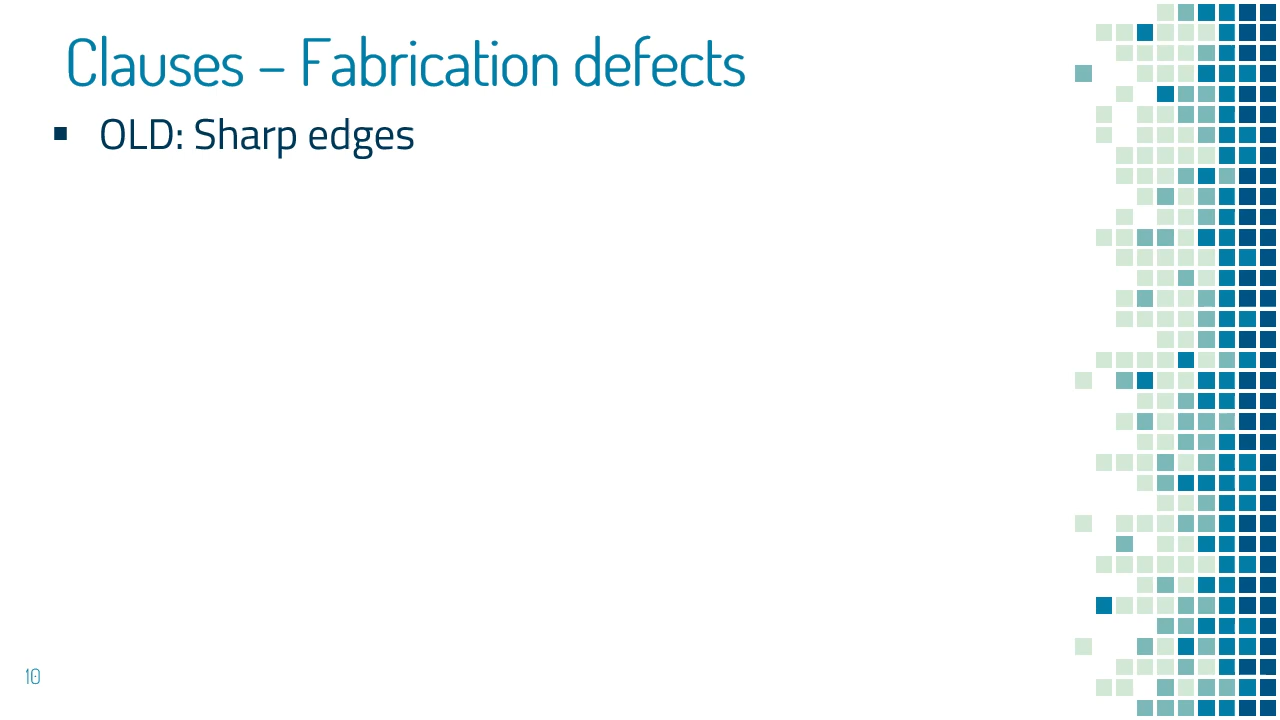 Clauses – Fabrication defects
▪ OLD: Sharp edges
10